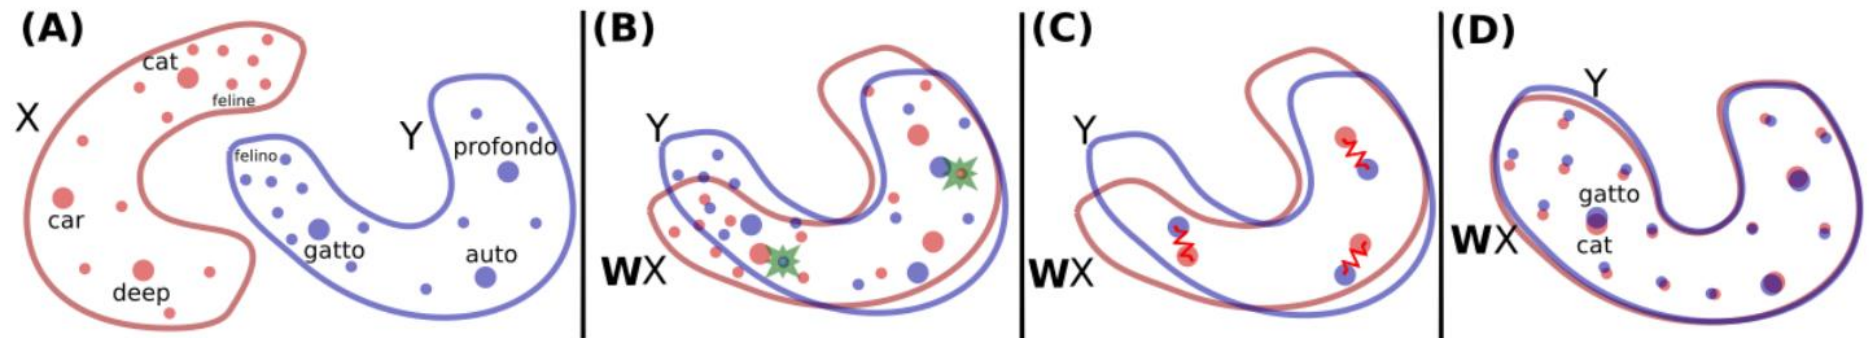 (A)
X
cat
feline
car
deep
Y
felino
profondo
gatto
auto
(B)
Y
WX
(C)
Y
WX
(D)
Y
gatto
cat
WX